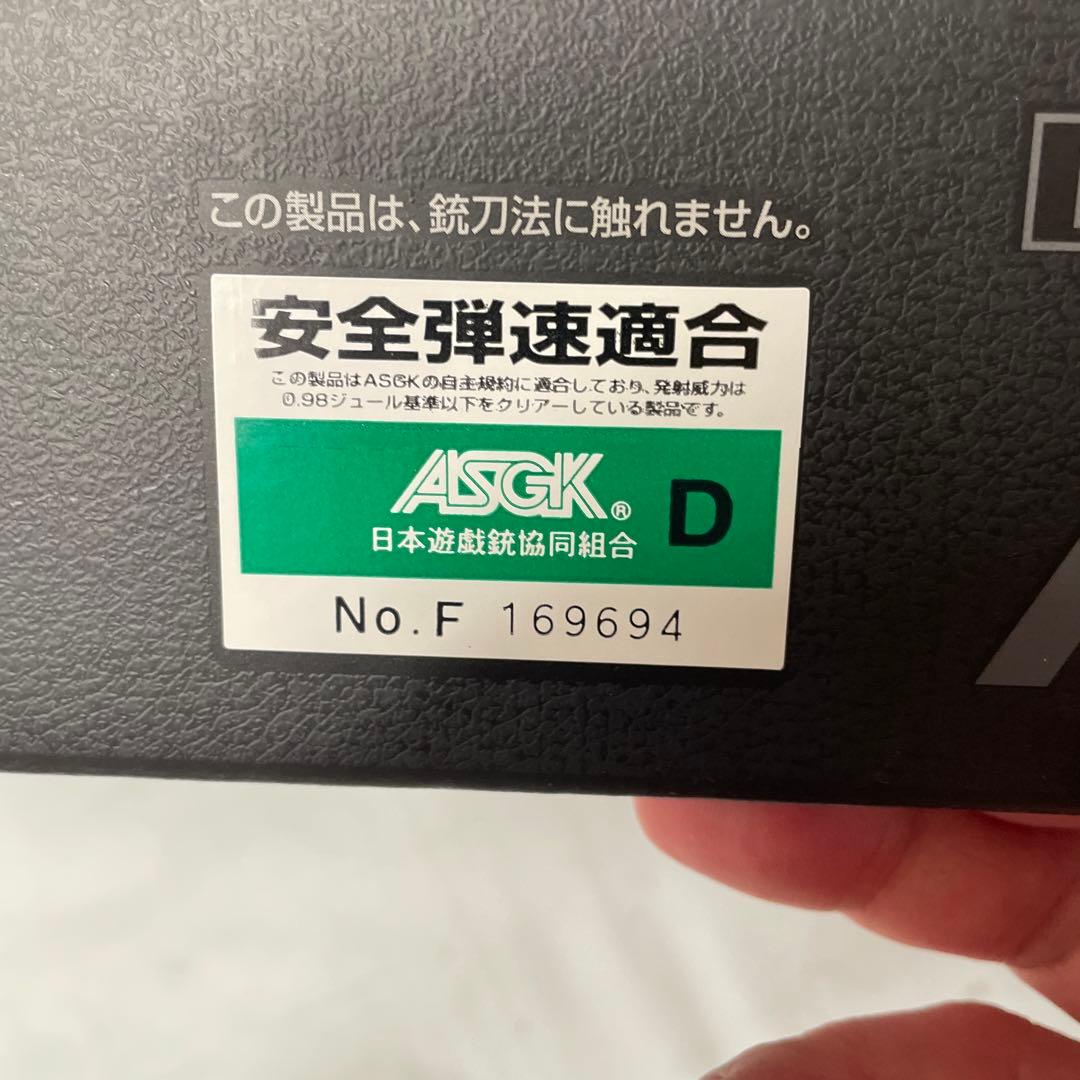 この製品は、銃刀法に触れません。
安全弾速適合
この製品はASGKの自主規約に適合しており、発射威力は
0.98ジュール基準以下をクリアーしている製品です。
ASGK®
D
日本遊戯銃協同組合
No.F 169694